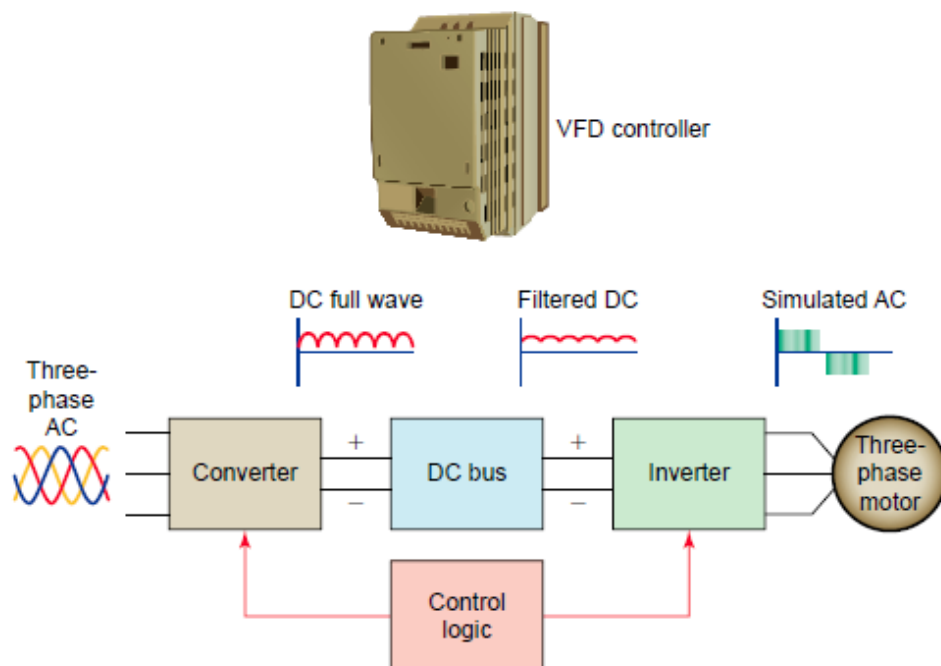 VFD controller
DC full wave
Filtered DC
Simulated AC
Three-
phase
AC
Converter
+
−
DC bus
+
−
Inverter
Three-
phase
motor
Control
logic